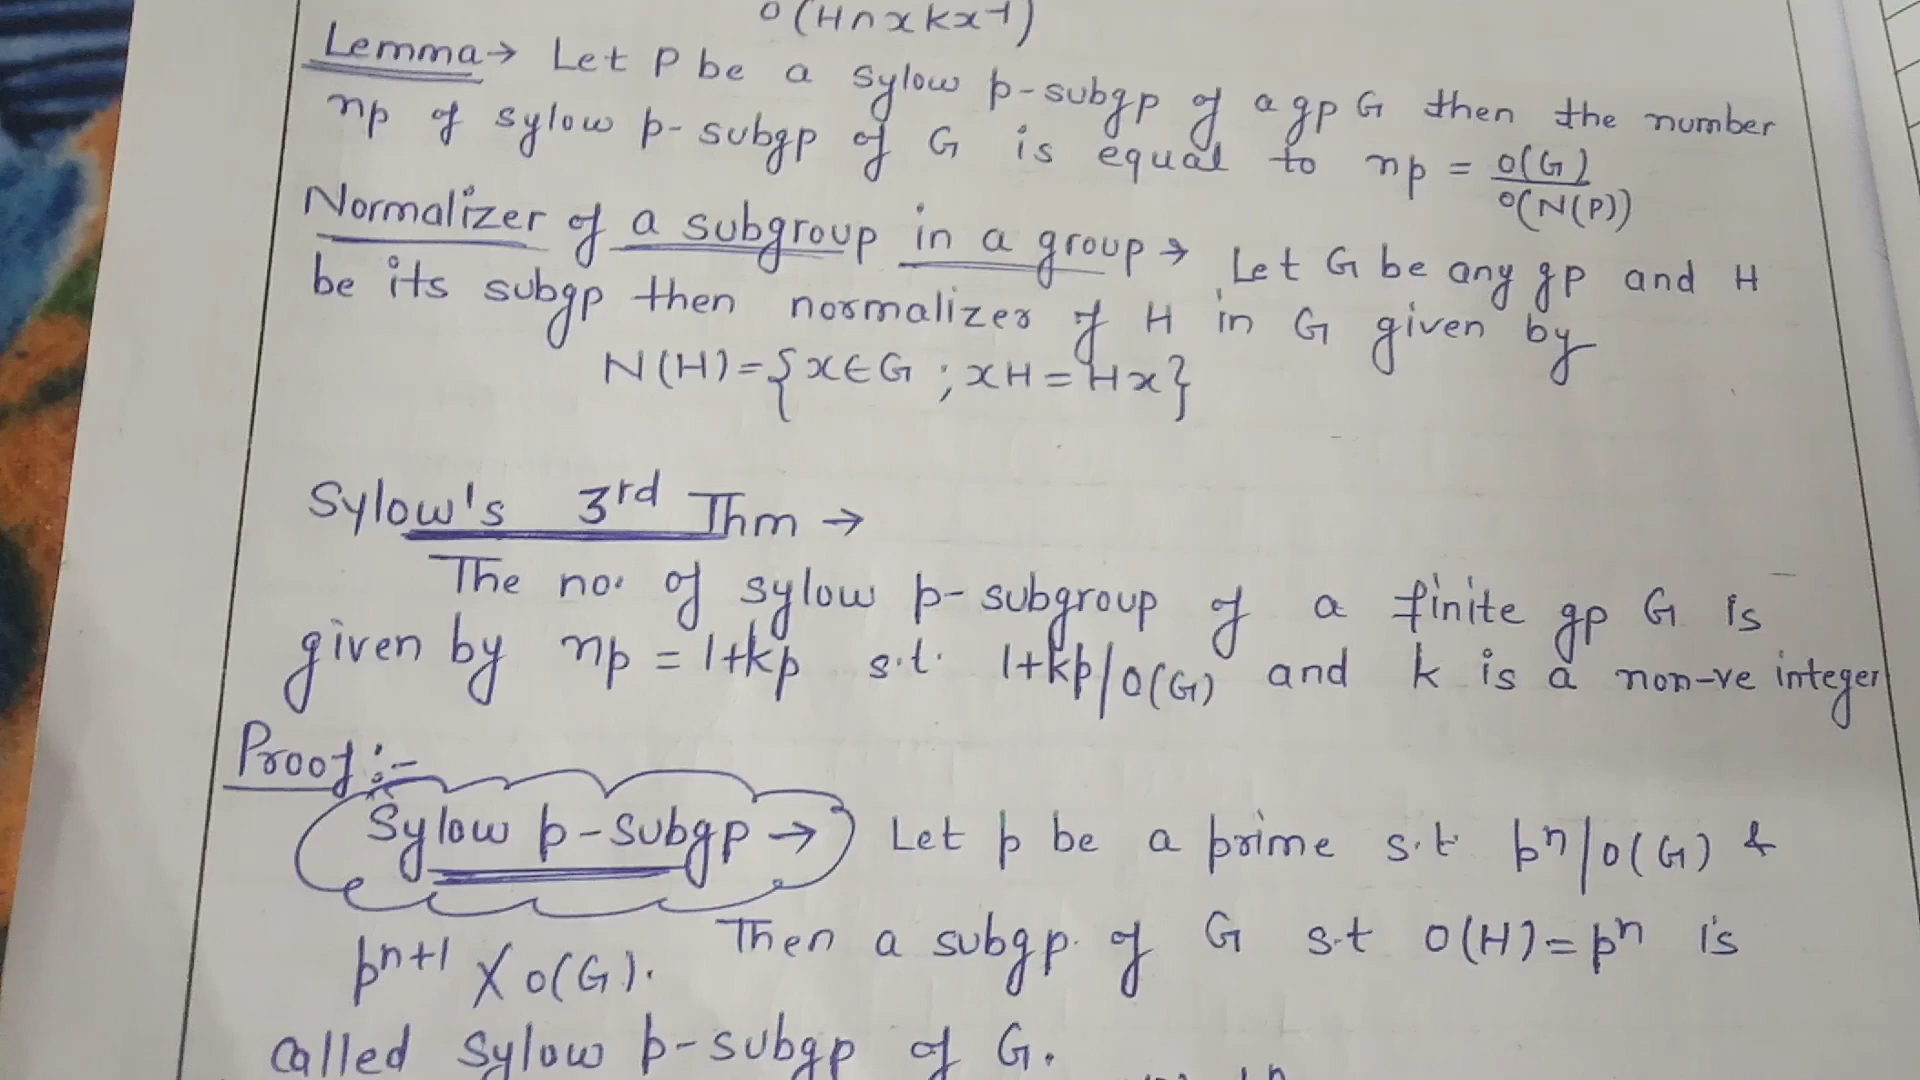 o(H∩xkx-1)
Lemma→ Let P be a sylow p-subgp of a gp G then the number
np of sylow p-subgp of G is equal to np = o(G)/o(N(P))
Normalizer of a subgroup in a group→ Let G be any gp and H
be its subgp then normalizer of H in G given by
N(H)={x∈G ; xH=Hx}
Sylow's 3rd Thm →
The no. of sylow p-subgroup of a finite gp G is
given by np = 1+kp s.t. 1+kp/o(G) and k is a non-ve integer
Proof:-
Sylow p-subgp → Let p be a prime s.t p^n/o(G) &
p^n+1 ∤ o(G). Then a subgp. of G s.t o(H)=p^n is
called Sylow p-subgp of G.